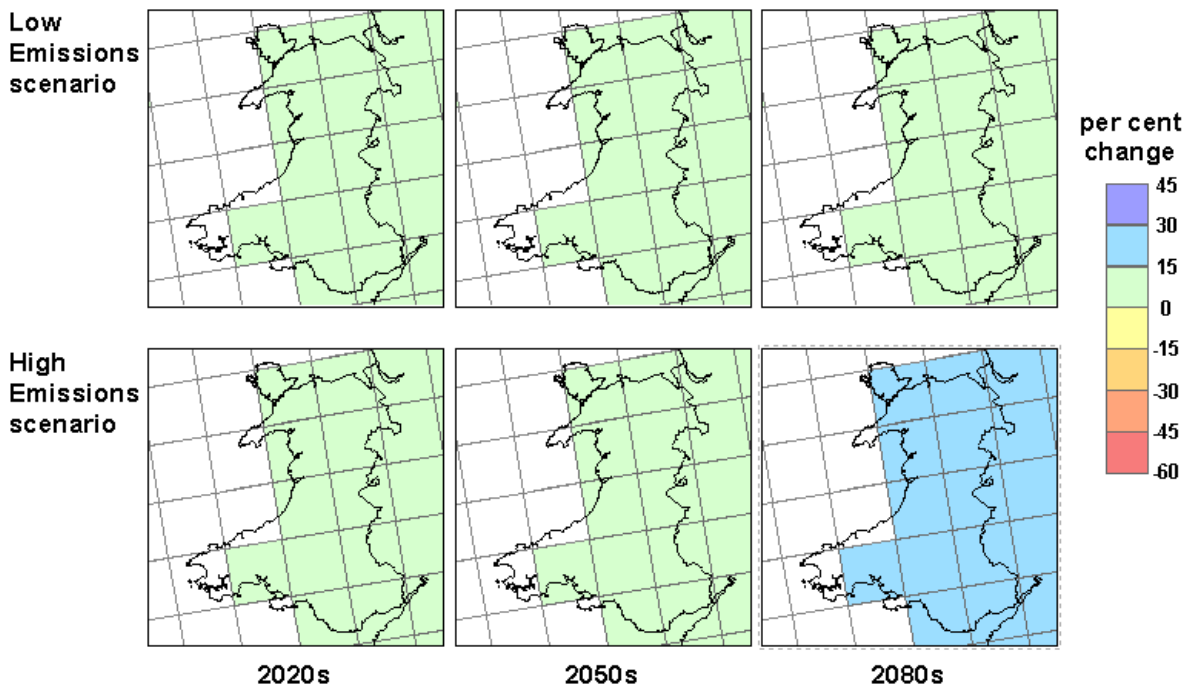 Low
Emissions
scenario
per cent
change
45
30
15
0
-15
-30
-45
-60
High
Emissions
scenario
2020s
2050s
2080s